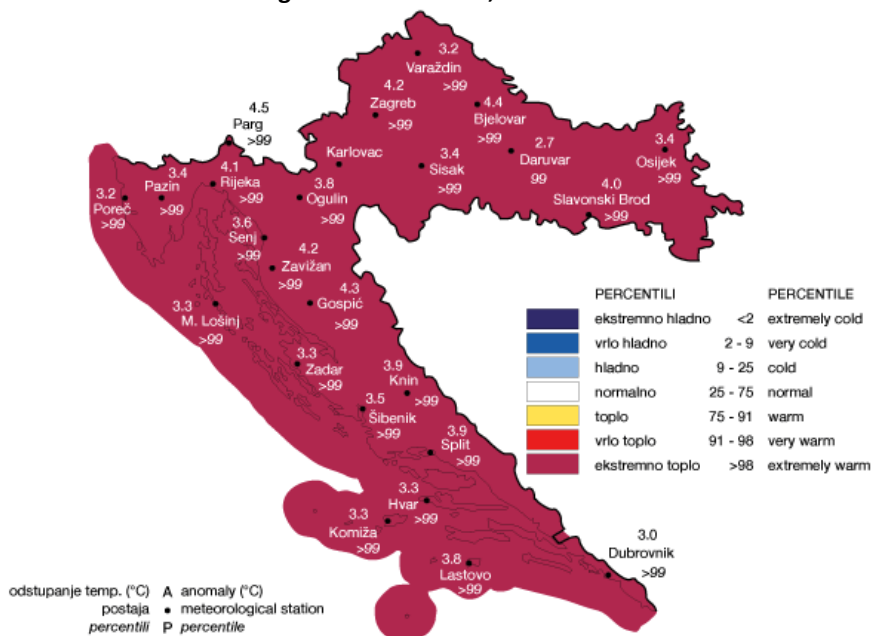 3.2
Varaždin
>99
4.2
Zagreb
>99
4.4
Bjelovar
>99
4.5
Parg
>99
Karlovac
3.4
Sisak
>99
2.7
Daruvar
99
3.4
Osijek
>99
4.0
Slavonski Brod
>99
3.2
Poreč
>99
3.4
Pazin
>99
4.1
Rijeka
>99
3.8
Ogulin
>99
3.6
Senj
>99
4.2
Zavižan
>99
4.3
Gospić
>99
3.3
M. Lošinj
>99
3.3
Zadar
>99
3.9
Knin
>99
3.5
Šibenik
>99
3.9
Split
>99
3.3
Hvar
>99
3.3
Komiža
>99
3.8
Lastovo
>99
3.0
Dubrovnik
>99
PERCENTILI PERCENTILE
ekstremno hladno <2 extremely cold
vrlo hladno 2 - 9 very cold
hladno 9 - 25 cold
normalno 25 - 75 normal
toplo 75 - 91 warm
vrlo toplo 91 - 98 very warm
ekstremno toplo >98 extremely warm
odstupanje temp. (°C) A anomaly (°C)
postaja • meteorological station
percentili P percentile